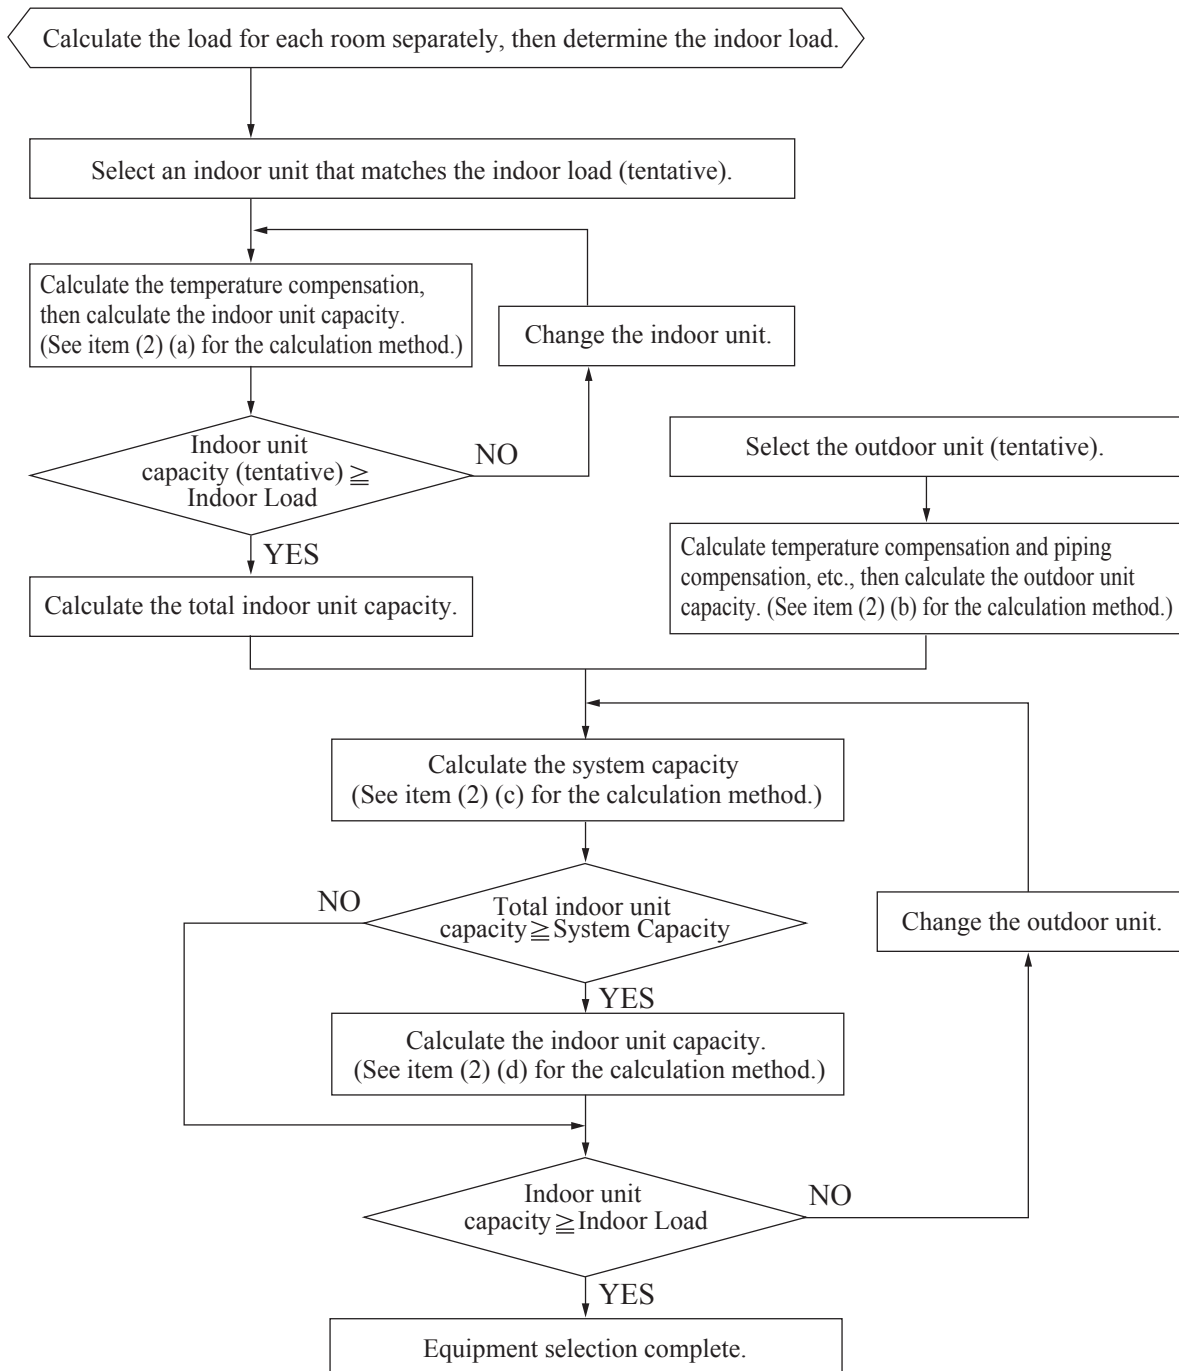 Calculate the load for each room separately, then determine the indoor load.
Select an indoor unit that matches the indoor load (tentative).
Calculate the temperature compensation,
then calculate the indoor unit capacity.
(See item (2) (a) for the calculation method.)
Change the indoor unit.
Indoor unit
capacity (tentative) ≧
Indoor Load
NO
YES
Calculate the total indoor unit capacity.
Select the outdoor unit (tentative).
Calculate temperature compensation and piping
compensation, etc., then calculate the outdoor unit
capacity. (See item (2) (b) for the calculation method.)
Calculate the system capacity
(See item (2) (c) for the calculation method.)
NO
Total indoor unit
capacity≧System Capacity
Change the outdoor unit.
YES
Calculate the indoor unit capacity.
(See item (2) (d) for the calculation method.)
Indoor unit
capacity≧Indoor Load
NO
YES
Equipment selection complete.